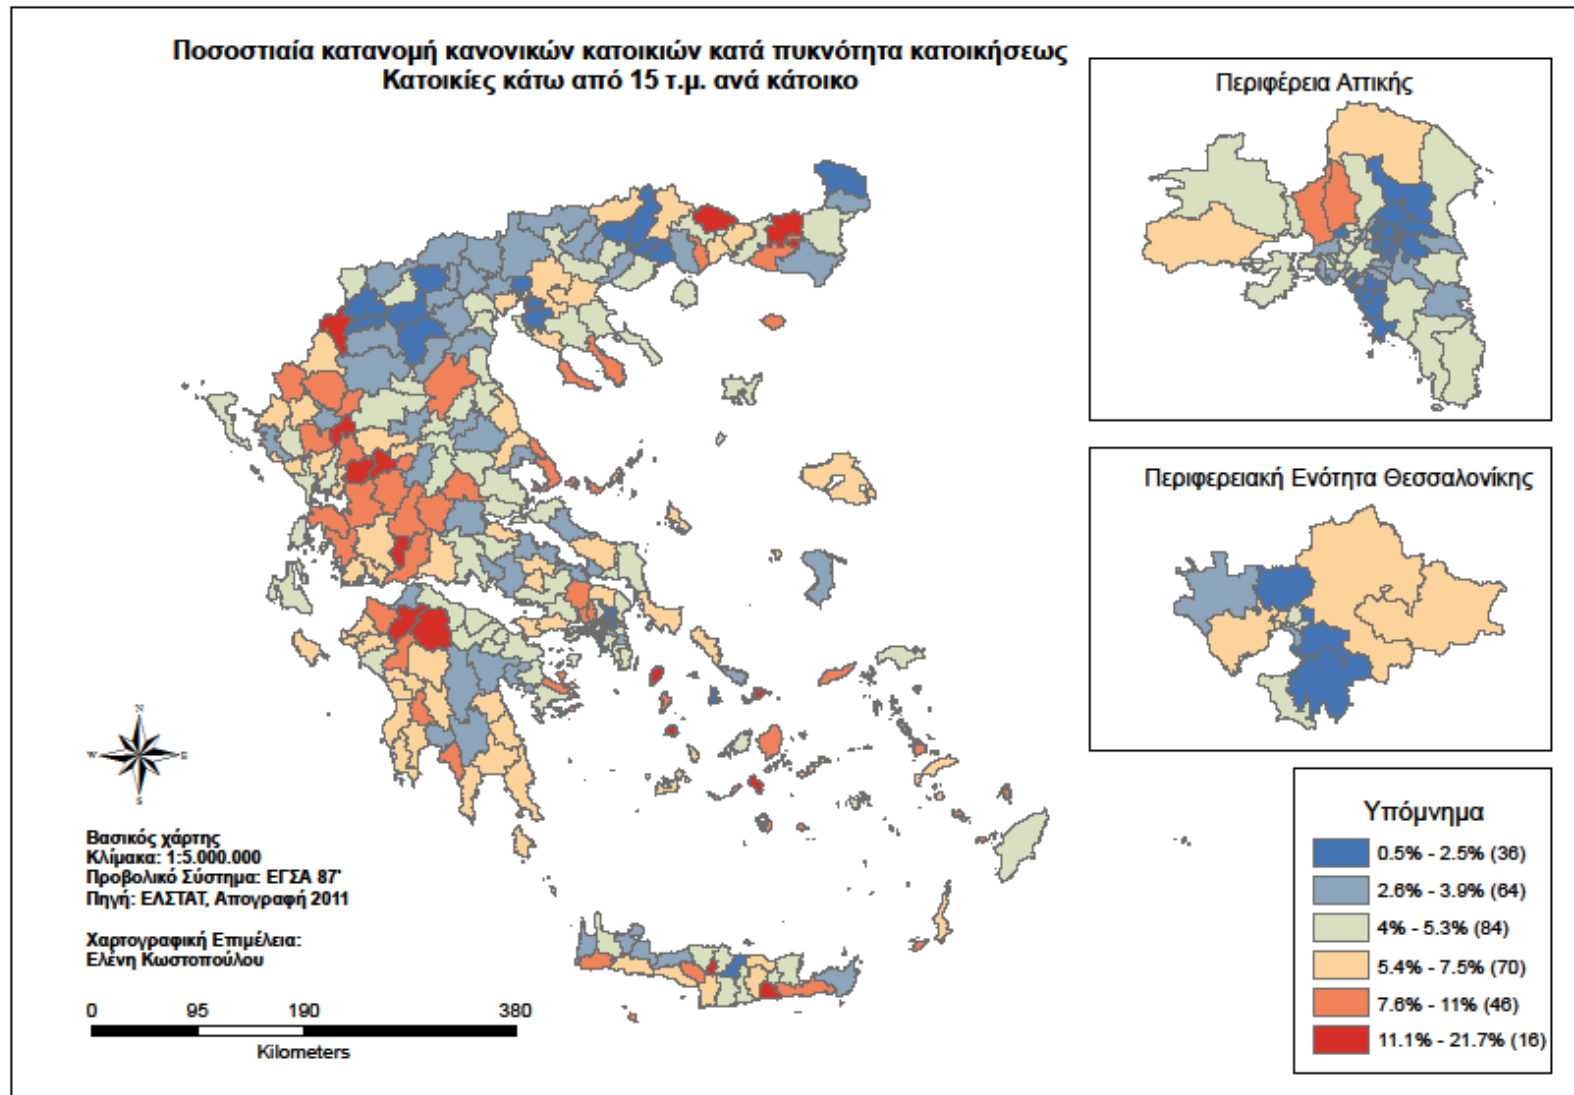 Ποσοστιαία κατανομή κανονικών κατοικιών κατά πυκνότητα κατοικήσεως
Κατοικίες κάτω από 15 τ.μ. ανά κάτοικο
Περιφέρεια Αττικής
Περιφερειακή Ενότητα Θεσσαλονίκης
N
W
E
S
Βασικός χάρτης
Κλίμακα: 1:5.000.000
Προβολικό Σύστημα: ΕΓΣΑ 87'
Πηγή: ΕΛΣΤΑΤ, Απογραφή 2011
Χαρτογραφική Επιμέλεια:
Ελένη Κωστοπούλου
0 95 190 380
Kilometers
Υπόμνημα
0.5% - 2.5% (36)
2.6% - 3.9% (64)
4% - 5.3% (84)
5.4% - 7.5% (70)
7.6% - 11% (46)
11.1% - 21.7% (16)